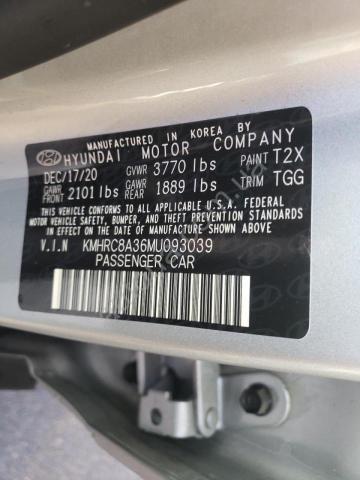 MANUFACTURED IN KOREA BY
HYUNDAI MOTOR COMPANY
DEC/17/20 GVWR 3770 lbs PAINT T2X
GAWR F. 2101 lbs GAWR R. 1889 lbs TRIM TGG
THIS VEHICLE CONFORMS TO ALL APPLICABLE
FEDERAL MOTOR VEHICLE SAFETY, BUMPER, AND
THEFT PREVENTION STANDARDS IN EFFECT ON
THE DATE OF MANUFACTURE SHOWN ABOVE.
V.I.N KMHRC8A36MU093039
PASSENGER CAR